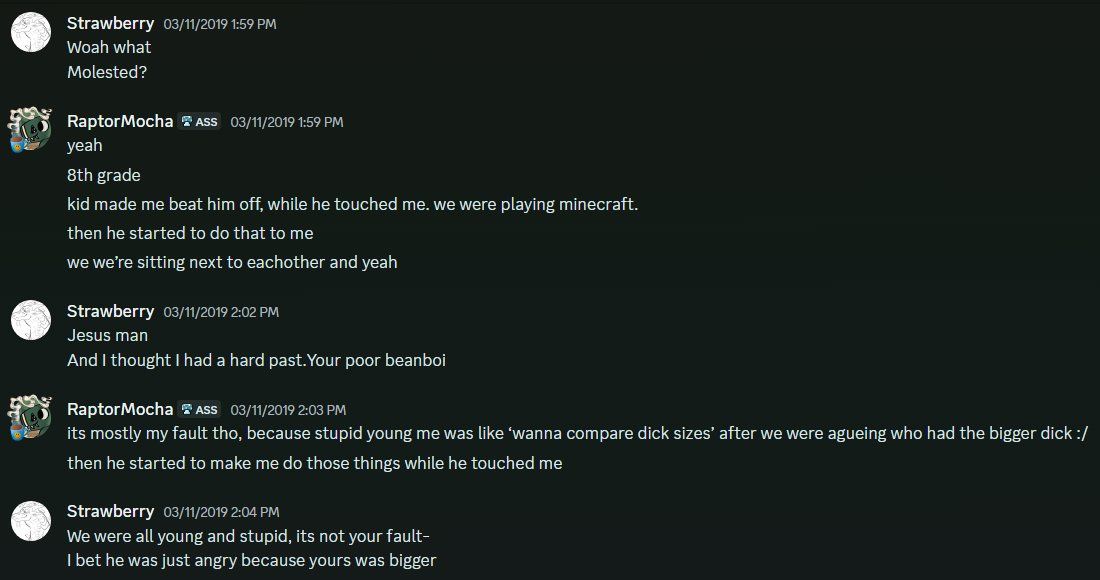 Strawberry 03/11/2019 1:59 PM
Woah what
Molested?
RaptorMocha ASS 03/11/2019 1:59 PM
yeah
8th grade
kid made me beat him off, while he touched me. we were playing minecraft.
then he started to do that to me
we we’re sitting next to eachother and yeah
Strawberry 03/11/2019 2:02 PM
Jesus man
And I thought I had a hard past.Your poor beanboi
RaptorMocha ASS 03/11/2019 2:03 PM
its mostly my fault tho, because stupid young me was like ‘wanna compare dick sizes’ after we were agueing who had the bigger dick :/
then he started to make me do those things while he touched me
Strawberry 03/11/2019 2:04 PM
We were all young and stupid, its not your fault-
I bet he was just angry because yours was bigger